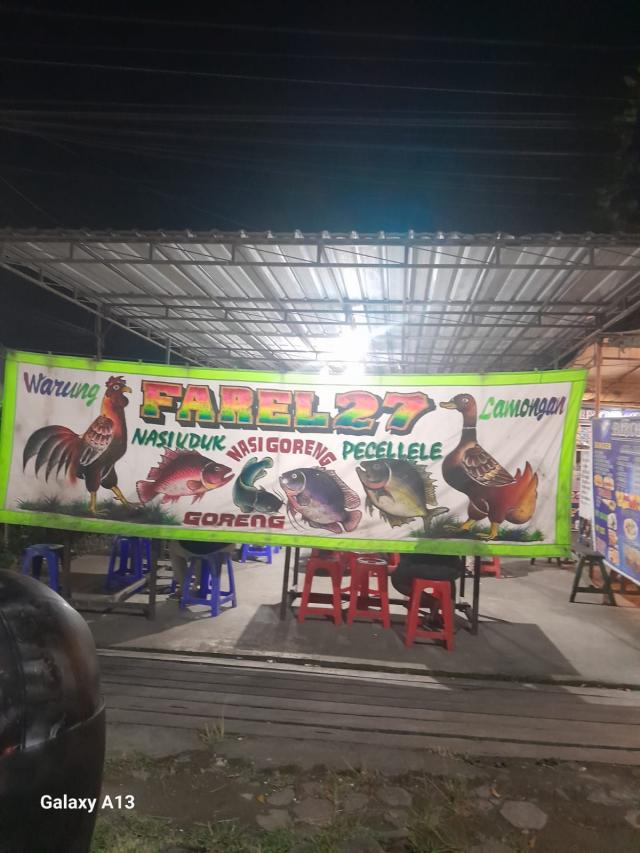 Warung
FAREL 27
Lamongan
NASI UDUK NASI GORENG PECEL LELE
GORENG
Galaxy A13